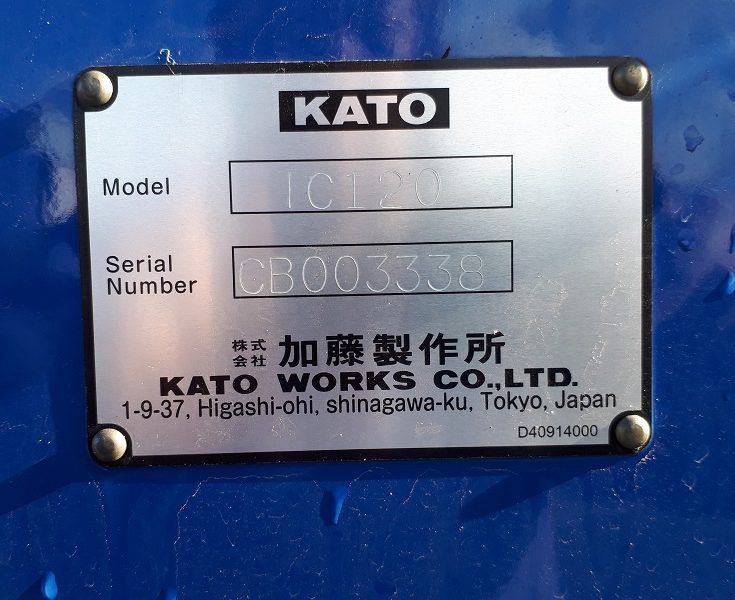 KATO
Model IC120
Serial Number CB003338
株式会社 加藤製作所
KATO WORKS CO.,LTD.
1-9-37, Higashi-ohi, shinagawa-ku, Tokyo, Japan
D40914000